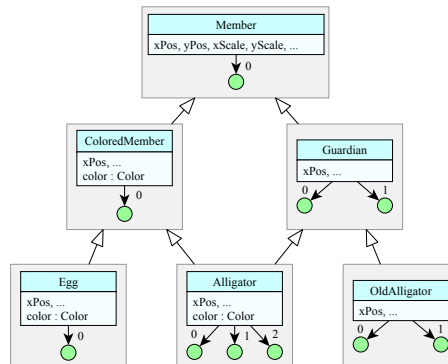 Member
xPos, yPos, xScale, yScale, ...
0
ColoredMember
xPos, ...
color : Color
0
Guardian
xPos, ...
0 1
Egg
xPos, ...
color : Color
0
Alligator
xPos, ...
color : Color
0 1 2
OldAlligator
xPos, ...
0 1